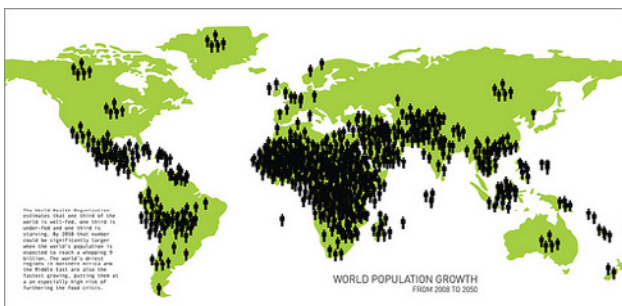 The World Health Organization
estimates that one third of the
world is well-fed, one third is
under-fed and one third is
starving. By 2050 that number
could be significantly larger
when the world's population is
expected to reach a whopping 9
billion. The world's driest
regions in Northern Africa and
the Middle East are also the
fastest growing, putting them at
a an especially high risk of
furthering the food crisis.
WORLD POPULATION GROWTH
FROM 2008 TO 2050